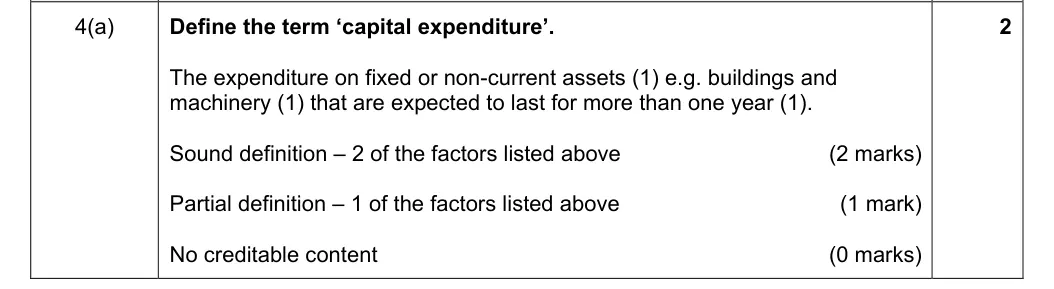 4(a) Define the term ‘capital expenditure’. 2
The expenditure on fixed or non-current assets (1) e.g. buildings and
machinery (1) that are expected to last for more than one year (1).
Sound definition – 2 of the factors listed above (2 marks)
Partial definition – 1 of the factors listed above (1 mark)
No creditable content (0 marks)